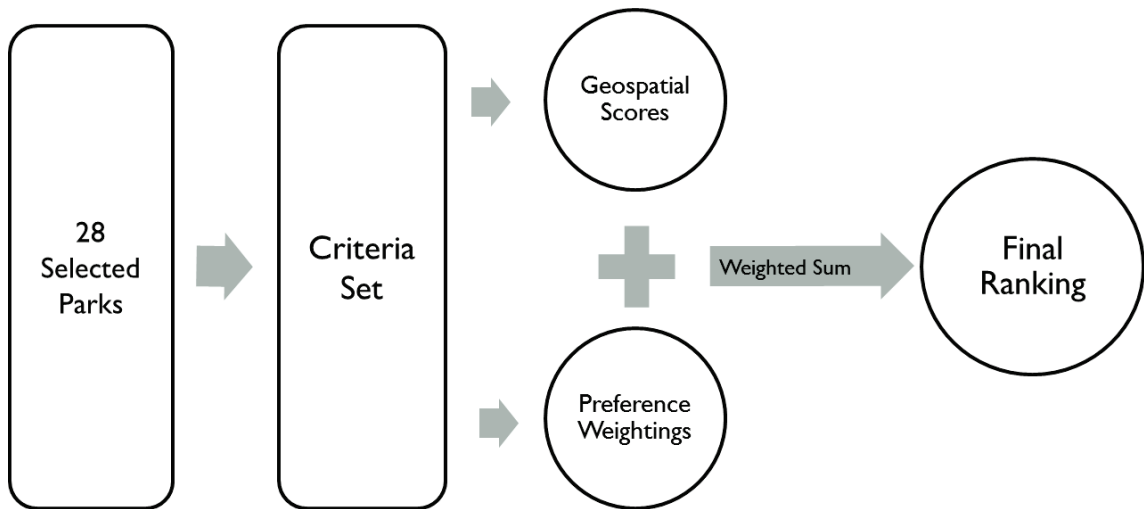 28
Selected
Parks
Criteria
Set
Geospatial
Scores
Preference
Weightings
Weighted Sum
Final
Ranking